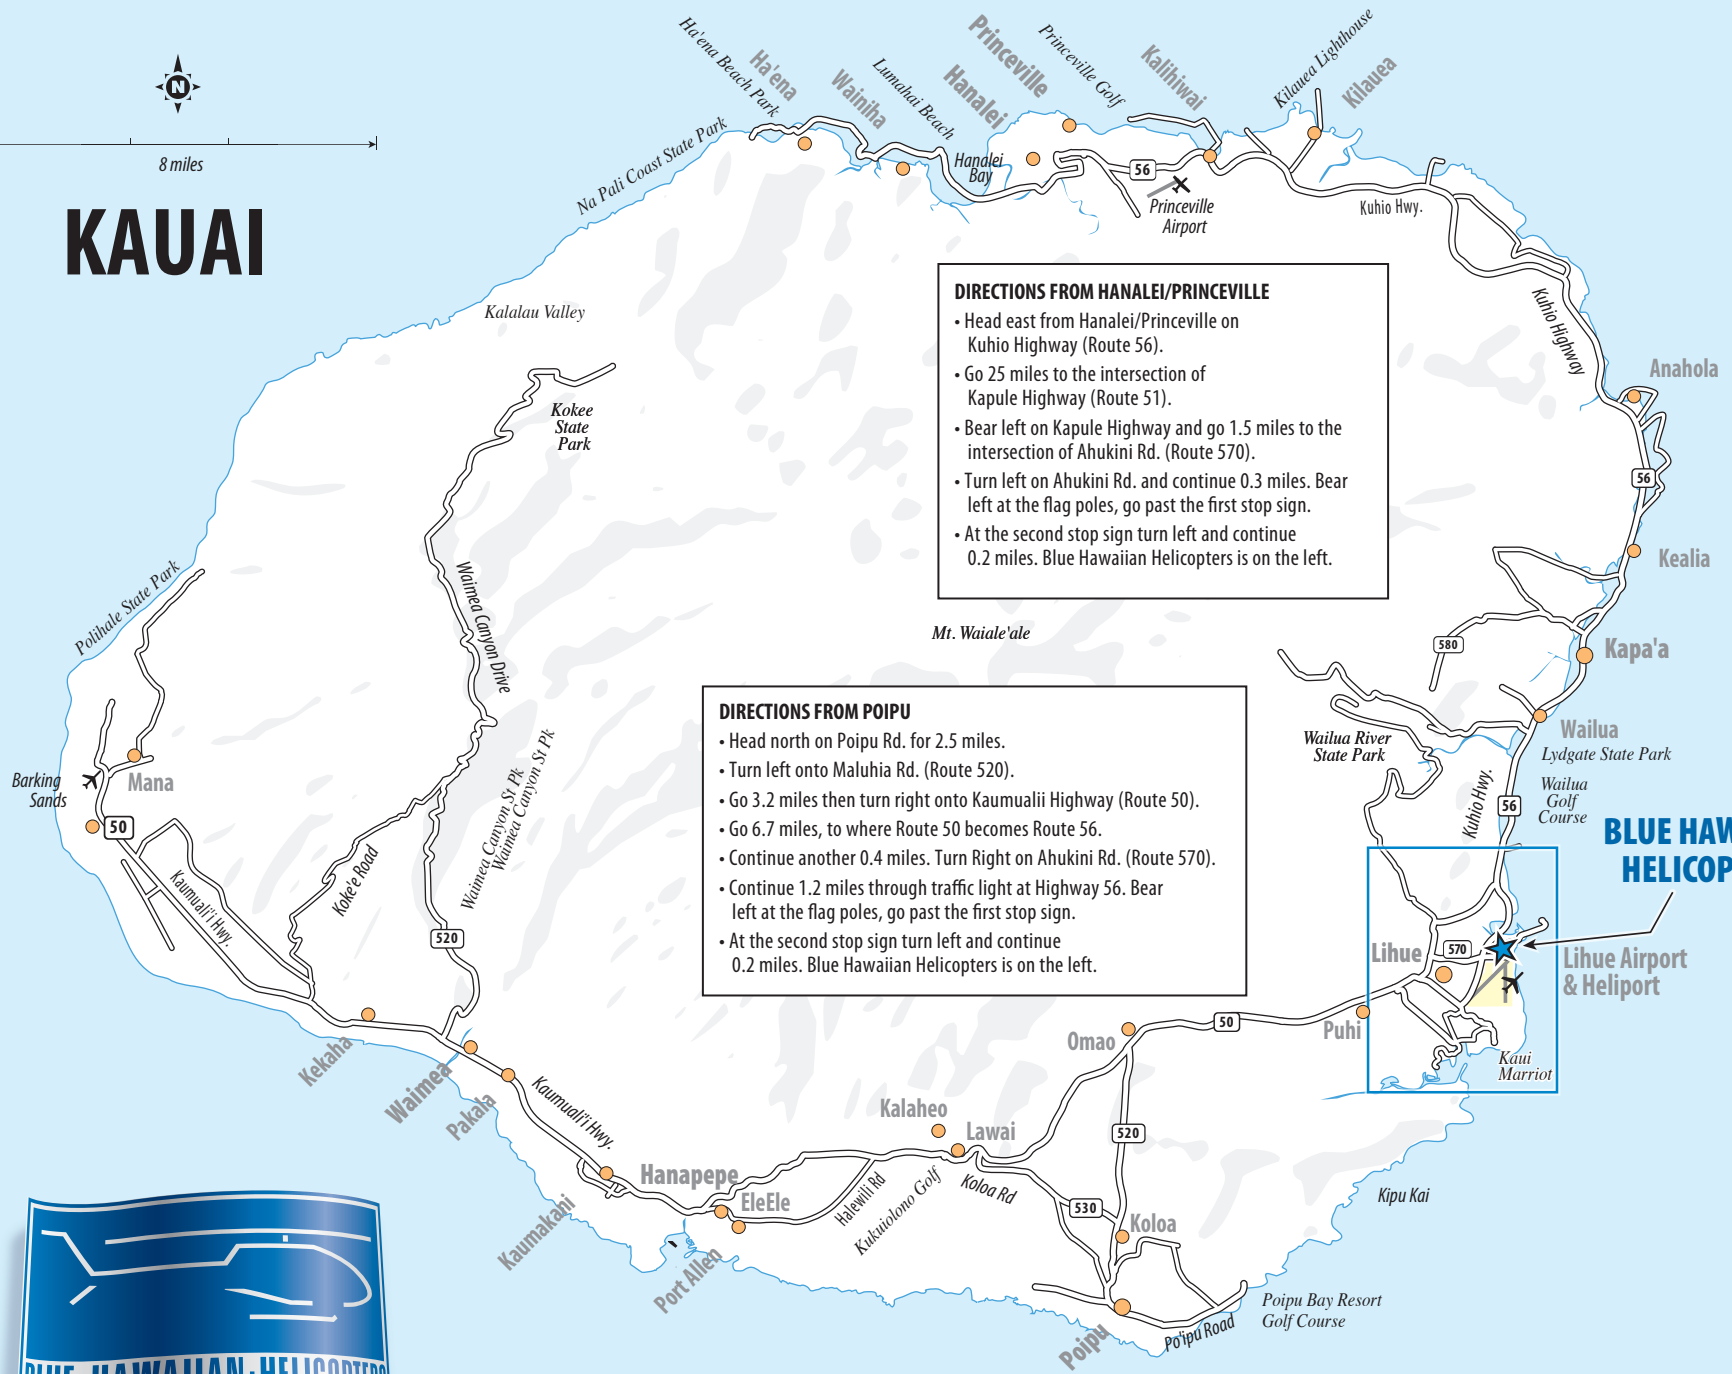 Ha'ena Beach Park
Ha'ena
Wainiha
Lumahai Beach
Hanalei
Princeville
Princeville Golf
Kalihiwai
Kilauea Lighthouse
Kilauea
N
8 miles
KAUAI
Na Pali Coast State Park
Hanalei
Bay
56
Princeville
Airport
Kuhio Hwy.
Kalalau Valley
Kuhio Highway
Anahola
DIRECTIONS FROM HANALEI/PRINCEVILLE
• Head east from Hanalei/Princeville on
Kuhio Highway (Route 56).
• Go 25 miles to the intersection of
Kapule Highway (Route 51).
• Bear left on Kapule Highway and go 1.5 miles to the
intersection of Ahukini Rd. (Route 570).
• Turn left on Ahukini Rd. and continue 0.3 miles. Bear
left at the flag poles, go past the first stop sign.
• At the second stop sign turn left and continue
0.2 miles. Blue Hawaiian Helicopters is on the left.
Kokee
State
Park
56
Kealia
Polihale State Park
Waimea Canyon Drive
Mt. Waiale'ale
580
Kapa'a
DIRECTIONS FROM POIPU
• Head north on Poipu Rd. for 2.5 miles.
• Turn left onto Maluhia Rd. (Route 520).
• Go 3.2 miles then turn right onto Kaumualii Highway (Route 50).
• Go 6.7 miles, to where Route 50 becomes Route 56.
• Continue another 0.4 miles. Turn Right on Ahukini Rd. (Route 570).
• Continue 1.2 miles through traffic light at Highway 56. Bear
left at the flag poles, go past the first stop sign.
• At the second stop sign turn left and continue
0.2 miles. Blue Hawaiian Helicopters is on the left.
Wailua River
State Park
Wailua
Lydgate State Park
Wailua
Golf
Course
Kuhio Hwy.
56
Barking
Sands
Mana
50
Waimea Canyon St Pk
Waimea Canyon St Pk
Kaumuali'i Hwy.
Koke'e Road
520
BLUE HAW
HELICOP
Lihue
570
Lihue Airport
& Heliport
Puhi
Kaui
Marriot
50
Omao
Kekaha
Waimea
Pakala
Kaumuali'i Hwy.
Kalaheo
Lawai
520
Hanapepe
EleEle
Halewili Rd
Kukuiolono Golf
Koloa Rd
530
Koloa
Kipu Kai
Kaumakani
Port Allen
Poipu Bay Resort
Golf Course
Poipu
Po'ipu Road
BLUE HAWAIIAN HELICOPTERS